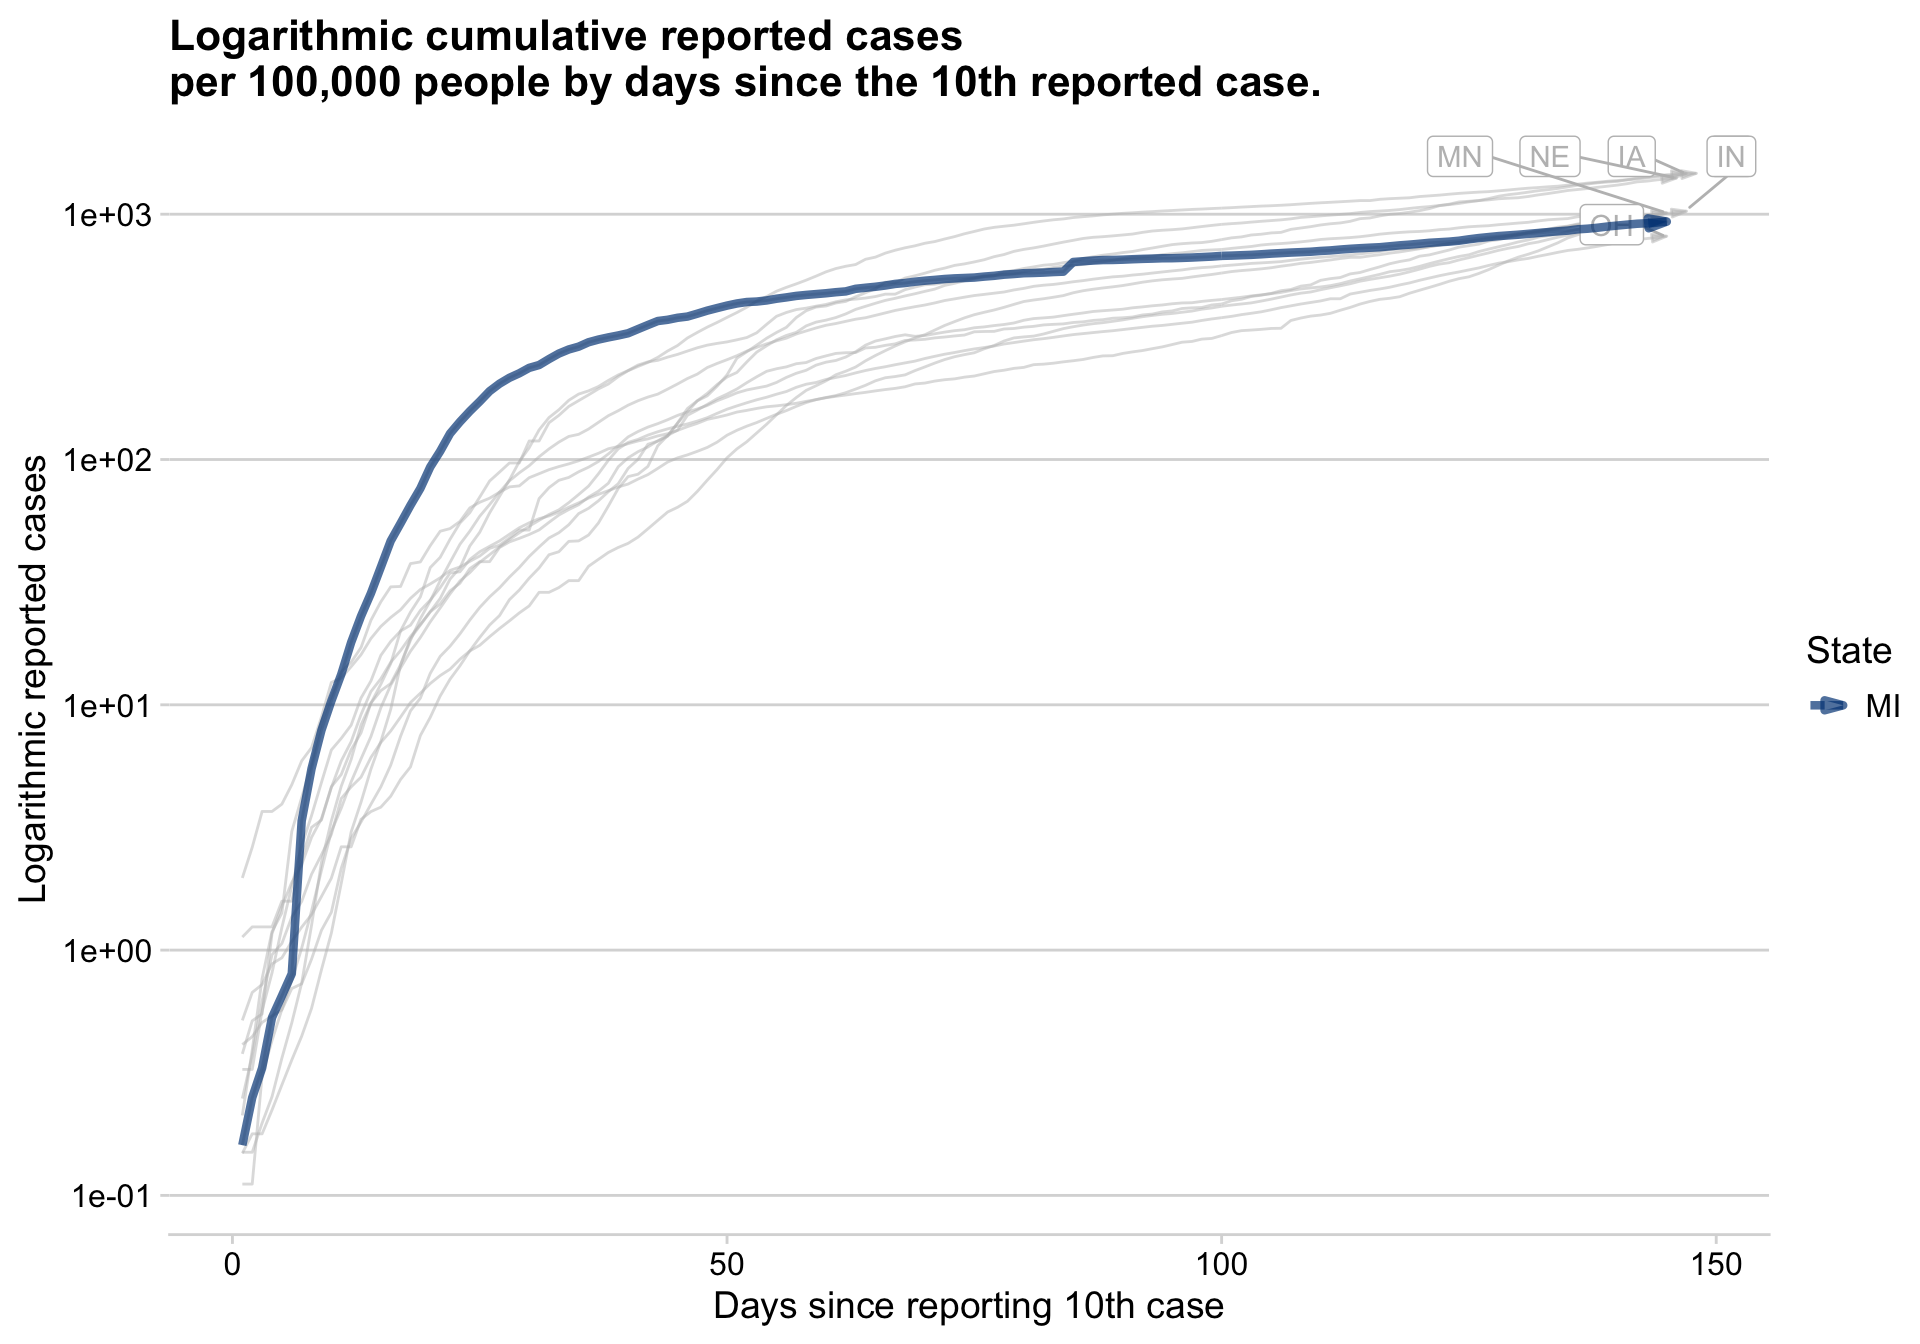 Logarithmic cumulative reported cases
per 100,000 people by days since the 10th reported case.
MN NE IA IN
OH
1e+03
1e+02
1e+01
1e+00
1e-01
Logarithmic reported cases
0 50 100 150
Days since reporting 10th case
State
MI